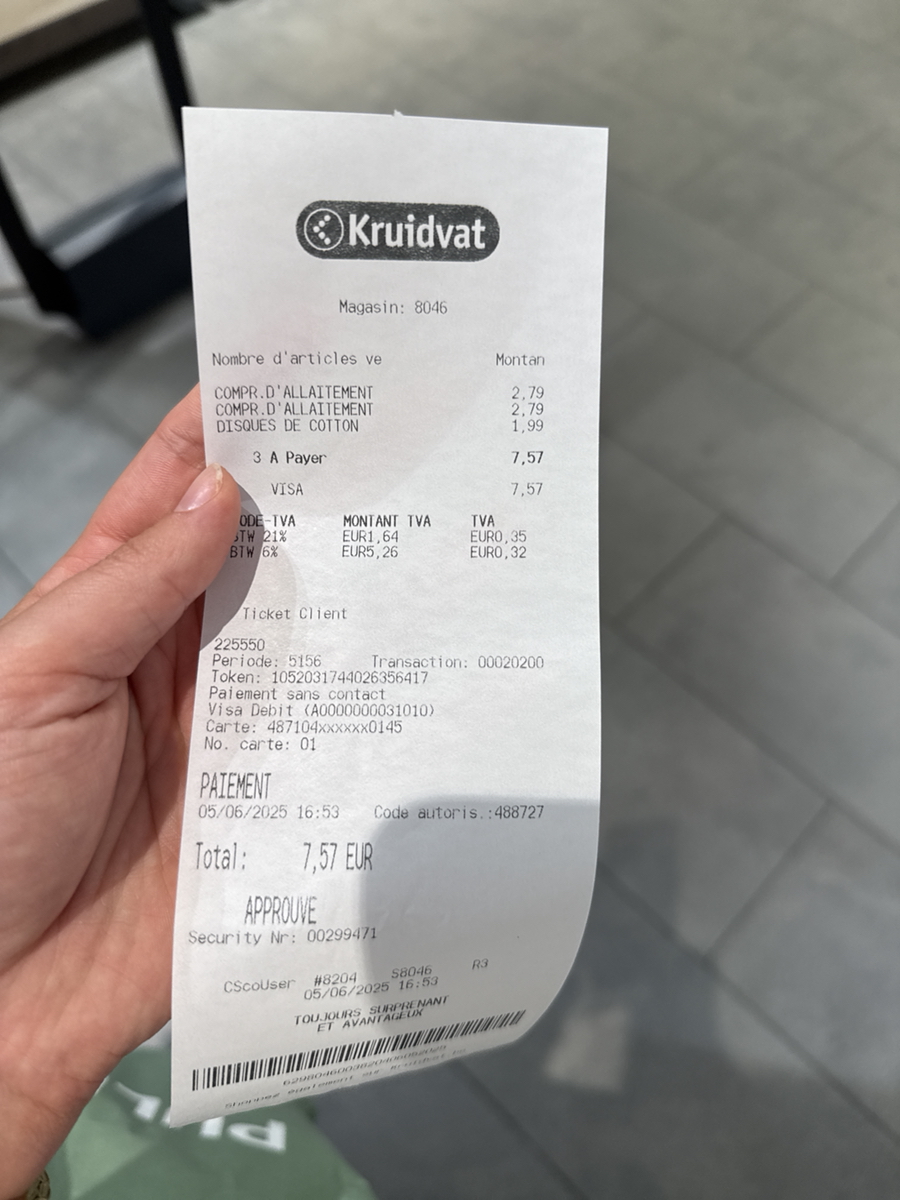 Kruidvat
Magasin: 8046
Nombre d'articles ve Montan
COMPR.D'ALLAITEMENT 2,79
COMPR.D'ALLAITEMENT 2,79
DISQUES DE COTTON 1,99
3 A Payer 7,57
VISA 7,57
ODE-TVA MONTANT TVA TVA
BTW 21% EUR1,64 EUR0,35
BTW 6% EUR5,26 EUR0,32
Ticket Client
225550
Periode: 5156 Transaction: 00020200
Token: 1052031744026356417
Paiement sans contact
Visa Debit (A0000000031010)
Carte: 487104xxxxxx0145
No. carte: 01
PAIEMENT
05/06/2025 16:53 Code autoris.:488727
Total: 7,57 EUR
APPROUVE
Security Nr: 00299471
CScoUser #8204 S8046 R3
05/06/2025 16:53
TOUJOURS SURPRENANT
ET AVANTAGEUX